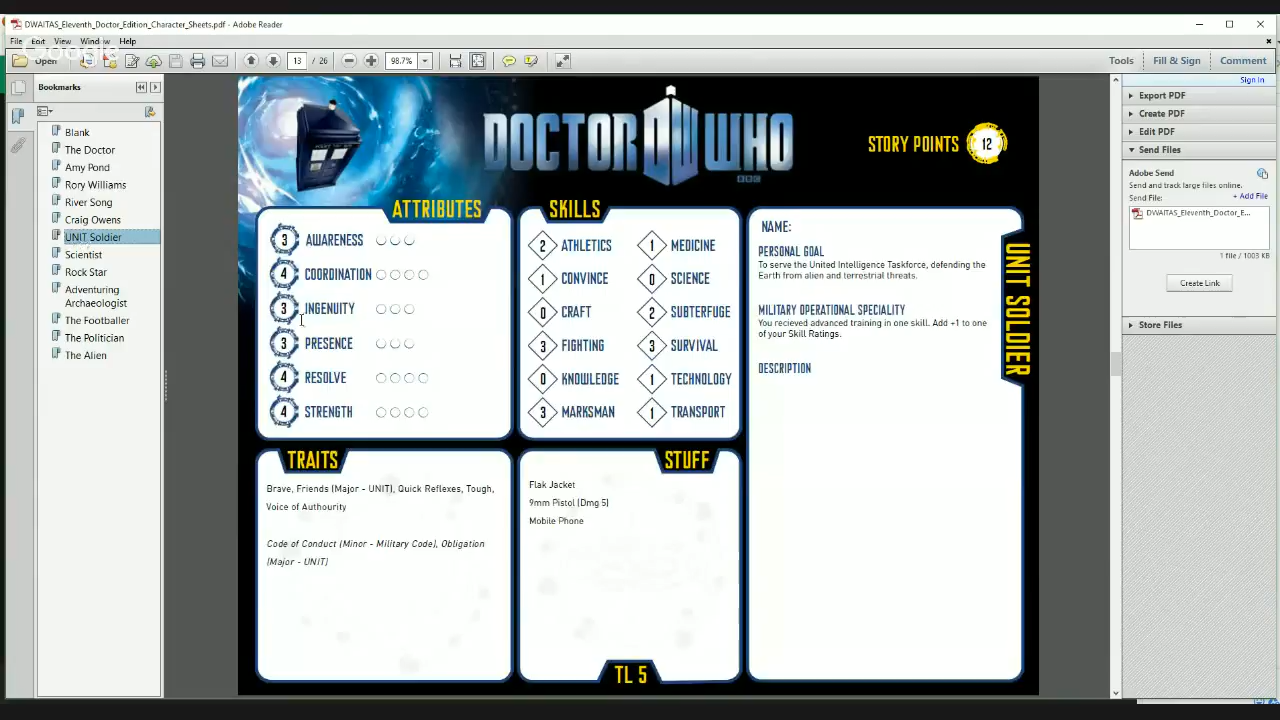 DWAITAS_Eleventh_Doctor_Edition_Character_Sheets.pdf - Adobe Reader
File Edit View Window Help
Google
Open
13 / 26
98.7%
Tools
Fill & Sign
Comment
Bookmarks
Blank
The Doctor
Amy Pond
Rory Williams
River Song
Craig Owens
UNIT Soldier
Scientist
Rock Star
Adventuring
Archaeologist
The Footballer
The Politician
The Alien
DOCTOR WHO
BBC
STORY POINTS 12
ATTRIBUTES
3 AWARENESS
4 COORDINATION
3 INGENUITY
3 PRESENCE
4 RESOLVE
4 STRENGTH
SKILLS
2 ATHLETICS
1 CONVINCE
0 CRAFT
3 FIGHTING
0 KNOWLEDGE
3 MARKSMAN
1 MEDICINE
0 SCIENCE
2 SUBTERFUGE
3 SURVIVAL
1 TECHNOLOGY
1 TRANSPORT
NAME:
PERSONAL GOAL
To serve the United Intelligence Taskforce, defending the
Earth from alien and terrestrial threats.
MILITARY OPERATIONAL SPECIALITY
You recieved advanced training in one skill. Add +1 to one
of your Skill Ratings.
DESCRIPTION
UNIT SOLDIER
TRAITS
Brave, Friends (Major - UNIT), Quick Reflexes, Tough,
Voice of Authourity
Code of Conduct (Minor - Military Code), Obligation
(Major - UNIT)
STUFF
Flak Jacket
9mm Pistol (Dmg 5)
Mobile Phone
TL 5
Sign In
Export PDF
Create PDF
Edit PDF
Send Files
Adobe Send
Send and track large files online.
Send File:
+ Add File
DWAITAS_Eleventh_Doctor_E...
1 file / 1003 KB
Create Link
Store Files